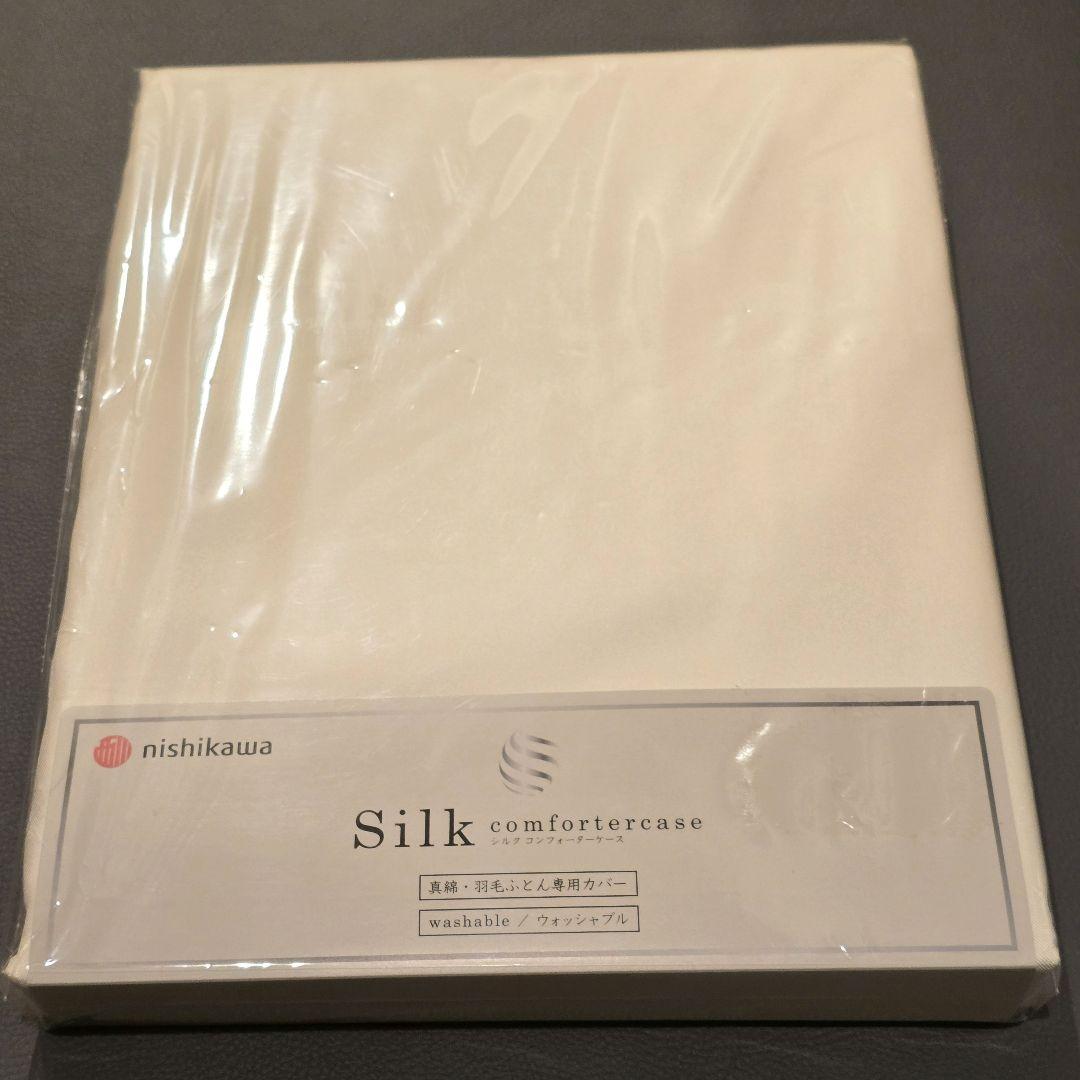 nishikawa
Silk comfortercase
シルク コンフォーターケース
真綿・羽毛ふとん専用カバー
washable / ウォッシャブル